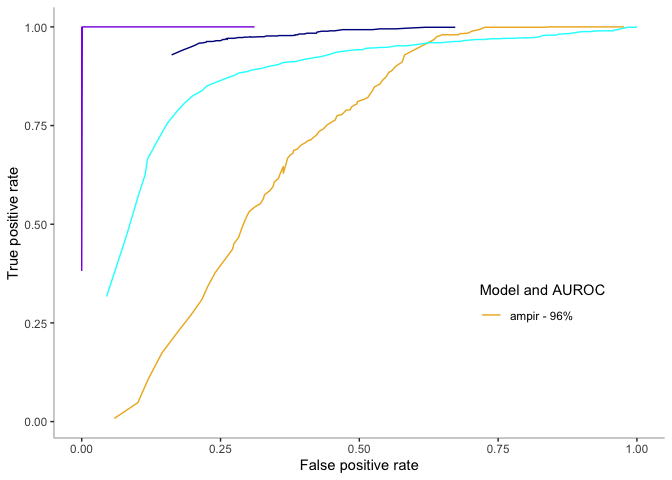 1.00
0.75
0.50
0.25
0.00
True positive rate
Model and AUROC
ampir - 96%
0.00 0.25 0.50 0.75 1.00
False positive rate